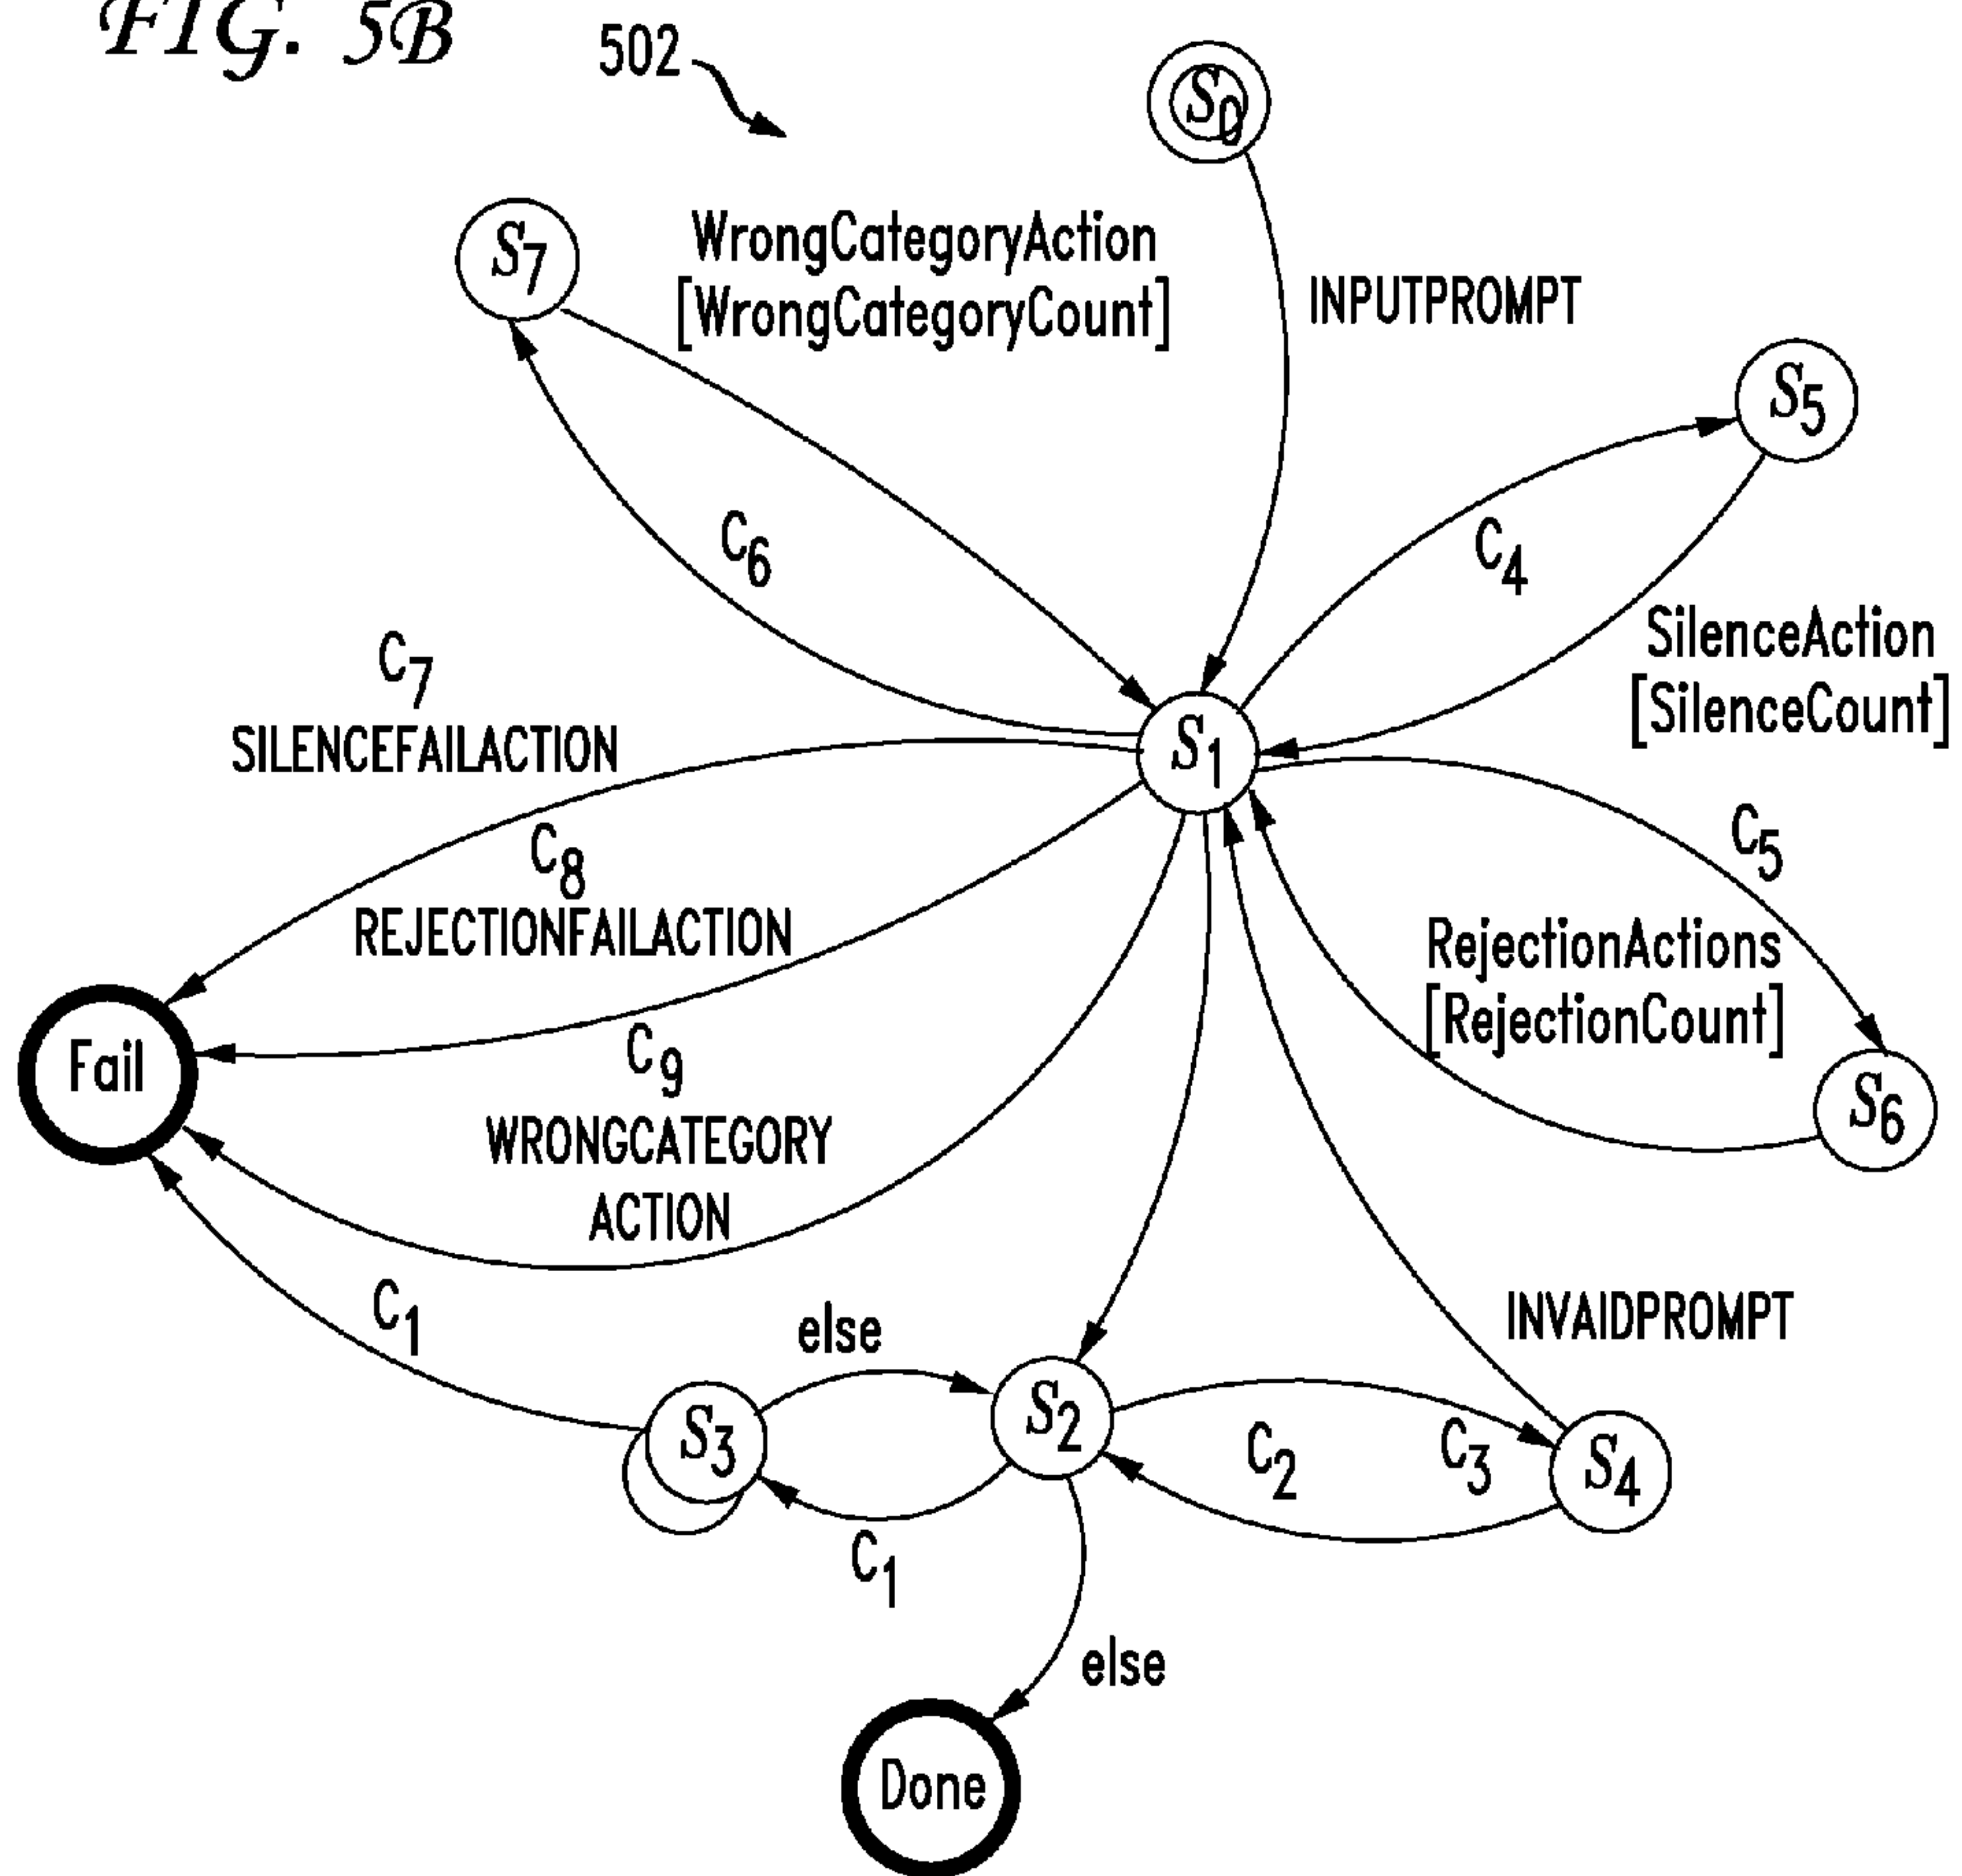 FIG. 5B
502
S0
S7
WrongCategoryAction
[WrongCategoryCount]
INPUTPROMPT
S5
C6
C4
SilenceAction
[SilenceCount]
C7
SILENCEFAILACTION
S1
C8
REJECTIONFAILACTION
C5
RejectionActions
[RejectionCount]
Fail
C9
WRONGCATEGORY
ACTION
S6
C1
else
INVAIDPROMPT
S3
S2
C2
C3
S4
C1
else
Done